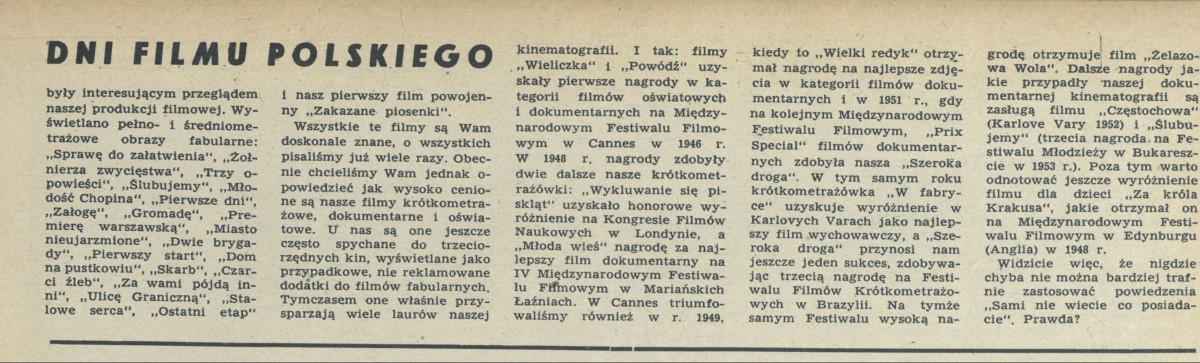 DNI FILMU POLSKIEGO
były interesującym przeglądem
naszej produkcji filmowej. Wy-
świetlano pełno- i średniome-
trażowe obrazy fabularne:
„Sprawę do załatwienia“, „Żoł-
nierza zwycięstwa“, „Trzy o-
powieści“, „Ślubujemy“, „Mło-
dość Chopina“, „Pierwsze dni“,
„Załogę“, „Gromadę“, „Pre-
mierę warszawską“, „Miasto
nieujarzmione“, „Dwie bryga-
dy“, „Pierwszy start“, „Dom
na pustkowiu“, „Skarb“, „Czar-
ci żleb“, „Za wami pójdą in-
ni“, „Ulicę Graniczną“, „Sta-
lowe serca“, „Ostatni etap“
i nasz pierwszy film powojen-
ny „Zakazane piosenki“.
Wszystkie te filmy są Wam
doskonale znane, o wszystkich
pisaliśmy już wiele razy. Obec-
nie chcieliśmy Wam jednak o-
powiedzieć jak wysoko cenio-
ne są nasze filmy krótkometra-
żowe, dokumentarne i oświa-
towe. U nas są one jeszcze
często spychane do trzecio-
rzędnych kin, wyświetlane jako
przypadkowe, nie reklamowane
dodatki do filmów fabularnych.
Tymczasem one właśnie przy-
sparzają wiele laurów naszej
kinematografii. I tak: filmy
„Wieliczka“ i „Powódź“ uzy-
skały pierwsze nagrody w ka-
tegorii filmów oświatowych
i dokumentarnych na Między-
narodowym Festiwalu Filmo-
wym w Cannes w 1946 r.
W 1948 r. nagrody zdobyły
dwie dalsze nasze krótkomet-
rażówki: „Wykluwanie się pi-
skląt“ uzyskało honorowe wy-
różnienie na Kongresie Filmów
Naukowych w Londynie, a
„Młoda wieś“ nagrodę za naj-
lepszy film dokumentarny na
IV Międzynarodowym Festiwa-
lu Filmowym w Mariańskich
Łaźniach. W Cannes triumfo-
waliśmy również w r. 1949,
kiedy to „Wielki redyk“ otrzy-
mał nagrodę na najlepsze zdję-
cia w kategorii filmów doku-
mentarnych i w 1951 r., gdy
na kolejnym Międzynarodowym
Festiwalu Filmowym, „Prix
Special“ filmów dokumentar-
nych zdobyła nasza „Szeroka
droga“. W tym samym roku
krótkometrażówka „W fabry-
ce“ uzyskuje wyróżnienie w
Karlovych Varach jako najlep-
szy film wychowawczy, a „Sze-
roka droga“ przynosi nam
jeszcze jeden sukces, zdobywa-
jąc trzecią nagrodę na Festi-
walu Filmów Krótkometrażo-
wych w Brazylii. Na tymże
samym Festiwalu wysoką na-
grodę otrzymuje film „Żelazo-
wa Wola“. Dalsze nagrody ja-
kie przypadły naszej doku-
mentarnej kinematografii są
zasługą filmu „Częstochowa“
(Karlove Vary 1952) i „Ślubu-
jemy“ (trzecia nagroda na Fe-
stiwalu Młodzieży w Bukaresz-
cie w 1953 r.). Poza tym warto
odnotować jeszcze wyróżnienie
filmu dla dzieci „Za króla
Krakusa“, jakie otrzymał on
na Międzynarodowym Festi-
walu Filmowym w Edynburgu
(Anglia) w 1948 r.
Widzicie więc, że nigdzie
chyba nie można bardziej traf-
nie zastosować powiedzenia
„Sami nie wiecie co posiada-
cie“. Prawda?